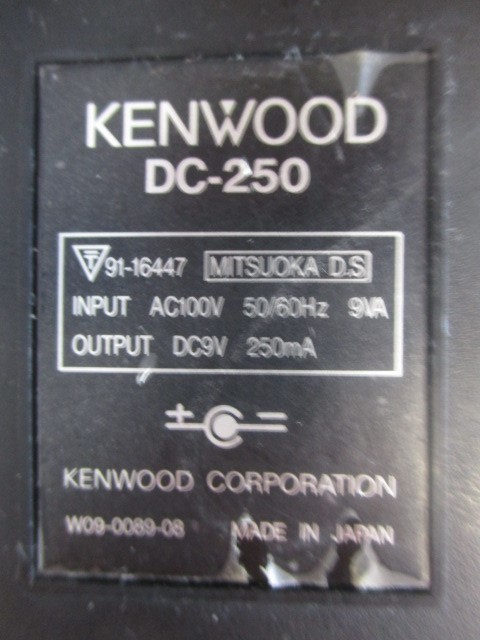 KENWOOD
DC-250
T 91-16447 MITSUOKA D.S
INPUT AC100V 50/60Hz 9VA
OUTPUT DC9V 250mA
+ −
KENWOOD CORPORATION
W09-0089-08 MADE IN JAPAN